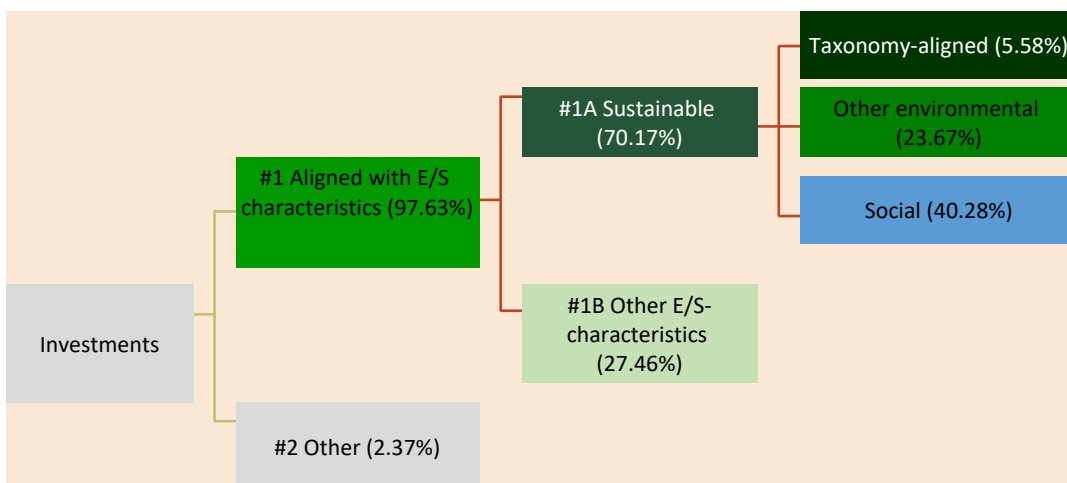 Taxonomy-aligned (5.58%)
#1A Sustainable
(70.17%)
Other environmental
(23.67%)
#1 Aligned with E/S
characteristics (97.63%)
Social (40.28%)
Investments
#1B Other E/S-
characteristics
(27.46%)
#2 Other (2.37%)